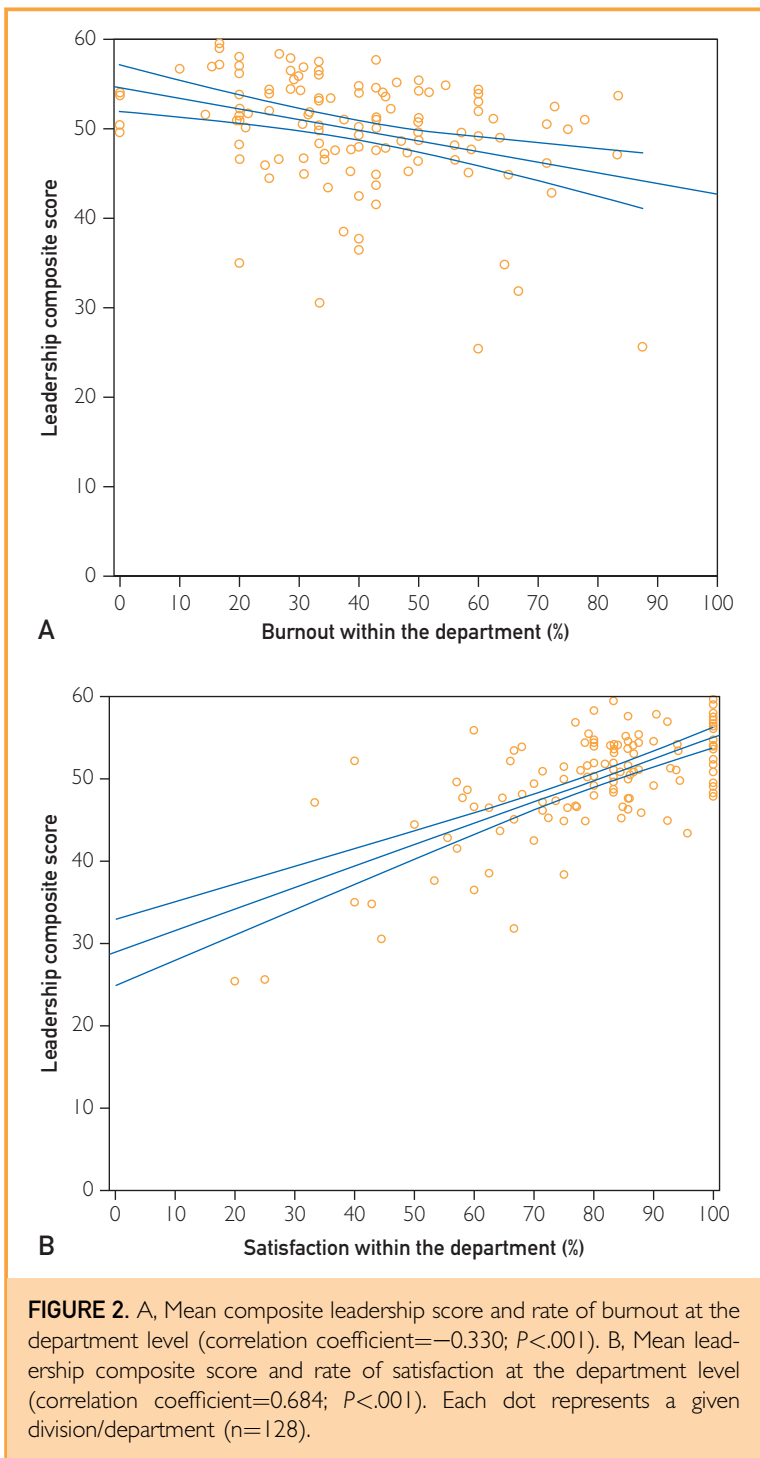 60
50
40
30
20
10
0
Leadership composite score
0 10 20 30 40 50 60 70 80 90 100
Burnout within the department (%)
A
60
50
40
30
20
10
0
Leadership composite score
0 10 20 30 40 50 60 70 80 90 100
Satisfaction within the department (%)
B
FIGURE 2. A, Mean composite leadership score and rate of burnout at the
department level (correlation coefficient=−0.330; P<.001). B, Mean lead-
ership composite score and rate of satisfaction at the department level
(correlation coefficient=0.684; P<.001). Each dot represents a given
division/department (n=128).